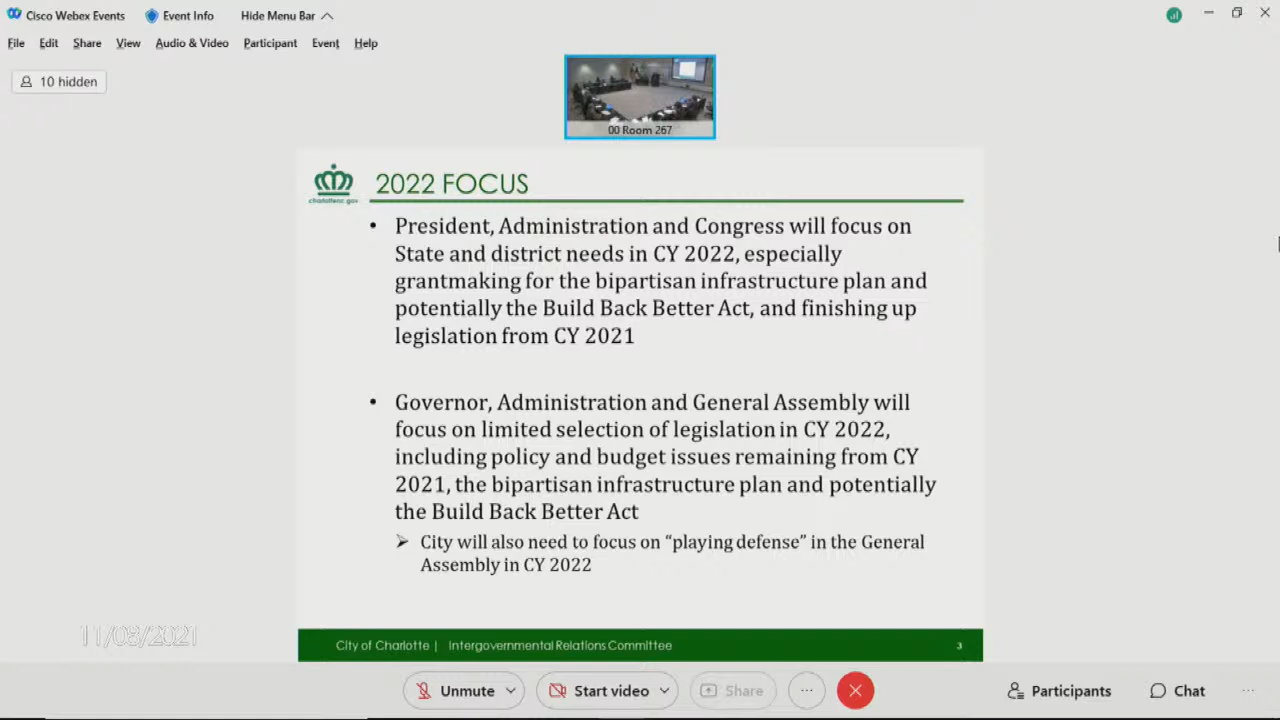 Cisco Webex Events Event Info Hide Menu Bar
File Edit Share View Audio & Video Participant Event Help
10 hidden
00 Room 267
charlottenc.gov
2022 FOCUS
• President, Administration and Congress will focus on
State and district needs in CY 2022, especially
grantmaking for the bipartisan infrastructure plan and
potentially the Build Back Better Act, and finishing up
legislation from CY 2021
• Governor, Administration and General Assembly will
focus on limited selection of legislation in CY 2022,
including policy and budget issues remaining from CY
2021, the bipartisan infrastructure plan and potentially
the Build Back Better Act
➢ City will also need to focus on “playing defense” in the General
Assembly in CY 2022
11/08/2021
City of Charlotte | Intergovernmental Relations Committee 3
Unmute Start video Share ... Participants Chat ...